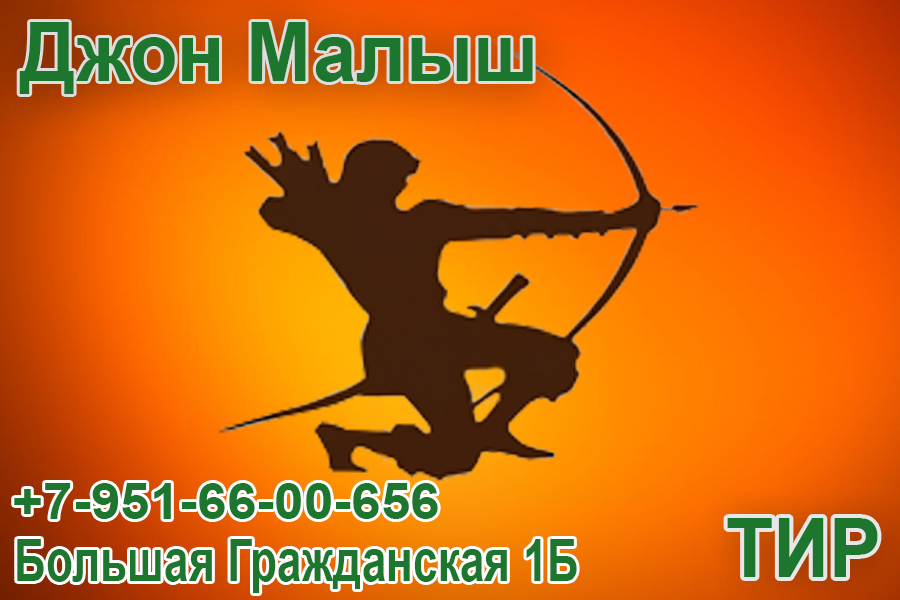 Джон Малыш
+7-951-66-00-656
Большая Гражданская 1Б
ТИР